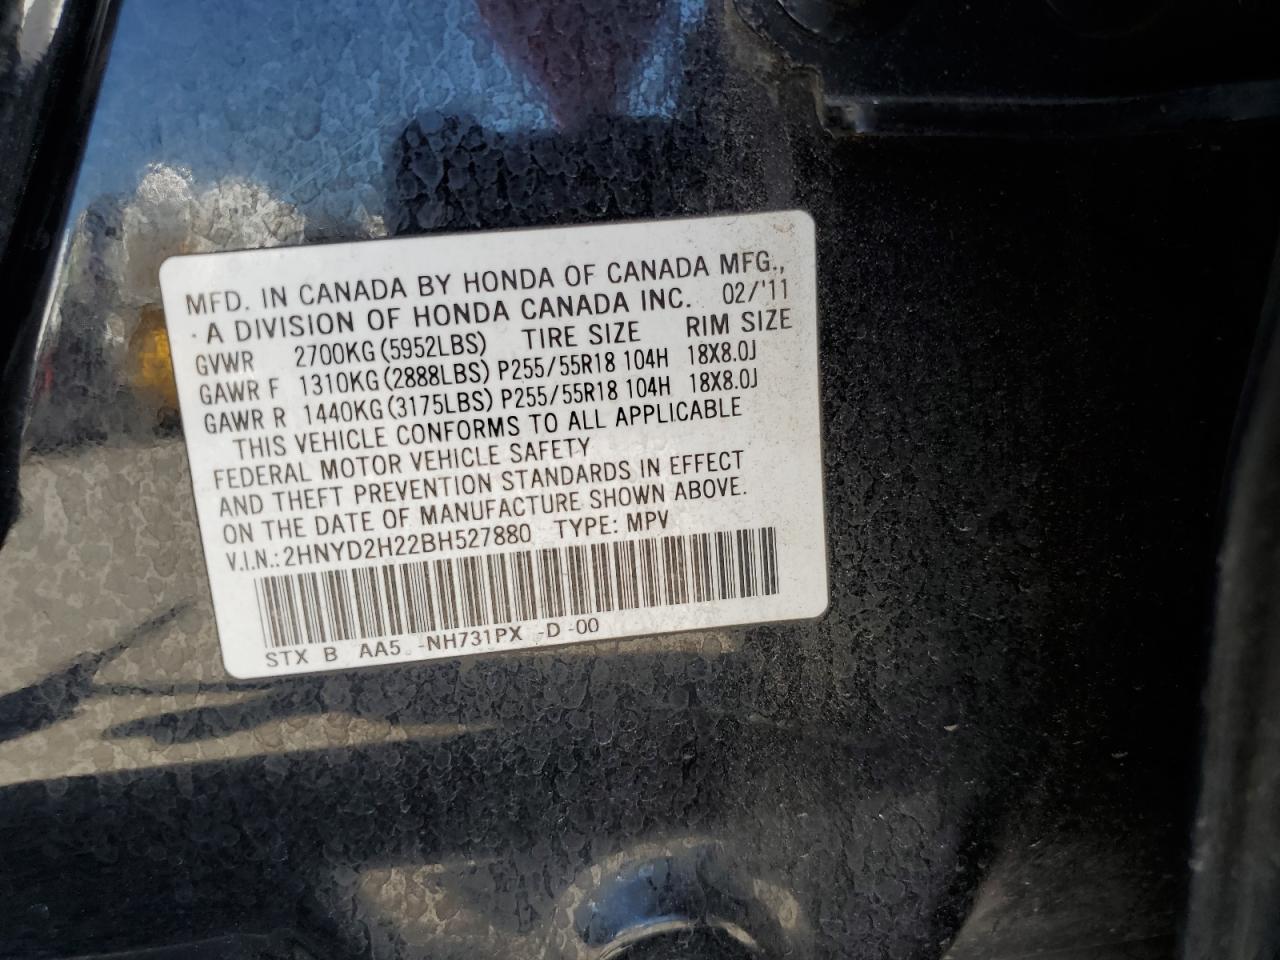 MFD. IN CANADA BY HONDA OF CANADA MFG.,
A DIVISION OF HONDA CANADA INC. 02/'11
GVWR 2700KG(5952LBS) TIRE SIZE RIM SIZE
GAWR F 1310KG(2888LBS) P255/55R18 104H 18X8.0J
GAWR R 1440KG(3175LBS) P255/55R18 104H 18X8.0J
THIS VEHICLE CONFORMS TO ALL APPLICABLE
FEDERAL MOTOR VEHICLE SAFETY
AND THEFT PREVENTION STANDARDS IN EFFECT
ON THE DATE OF MANUFACTURE SHOWN ABOVE.
V.I.N.: 2HNYD2H22BH527880 TYPE: MPV
STX B AA5 -NH731PX -D -00